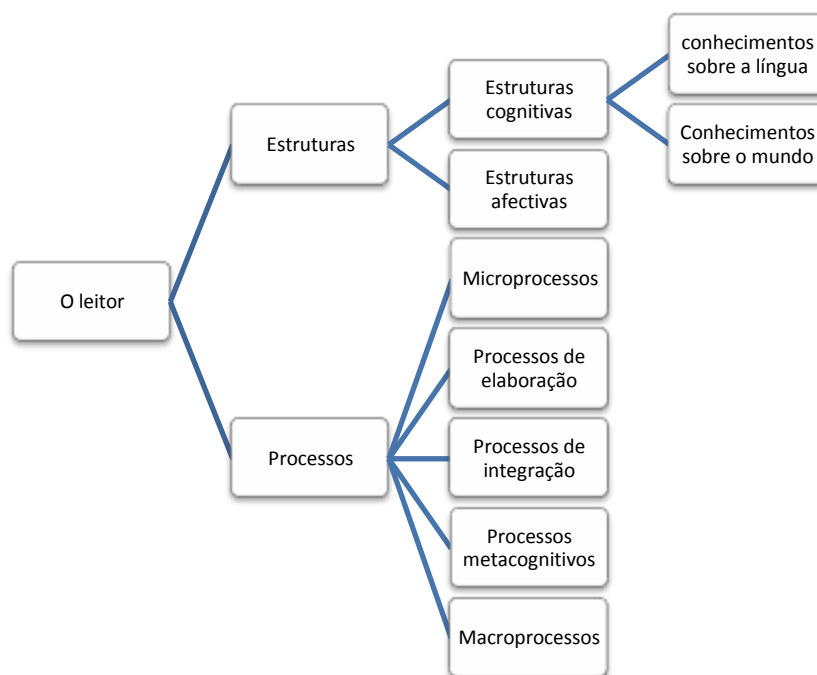 conhecimentos
sobre a língua
Estruturas
cognitivas
Conhecimentos
sobre o mundo
Estruturas
Estruturas
afectivas
O leitor
Microprocessos
Processos de
elaboração
Processos
Processos de
integração
Processos
metacognitivos
Macroprocessos